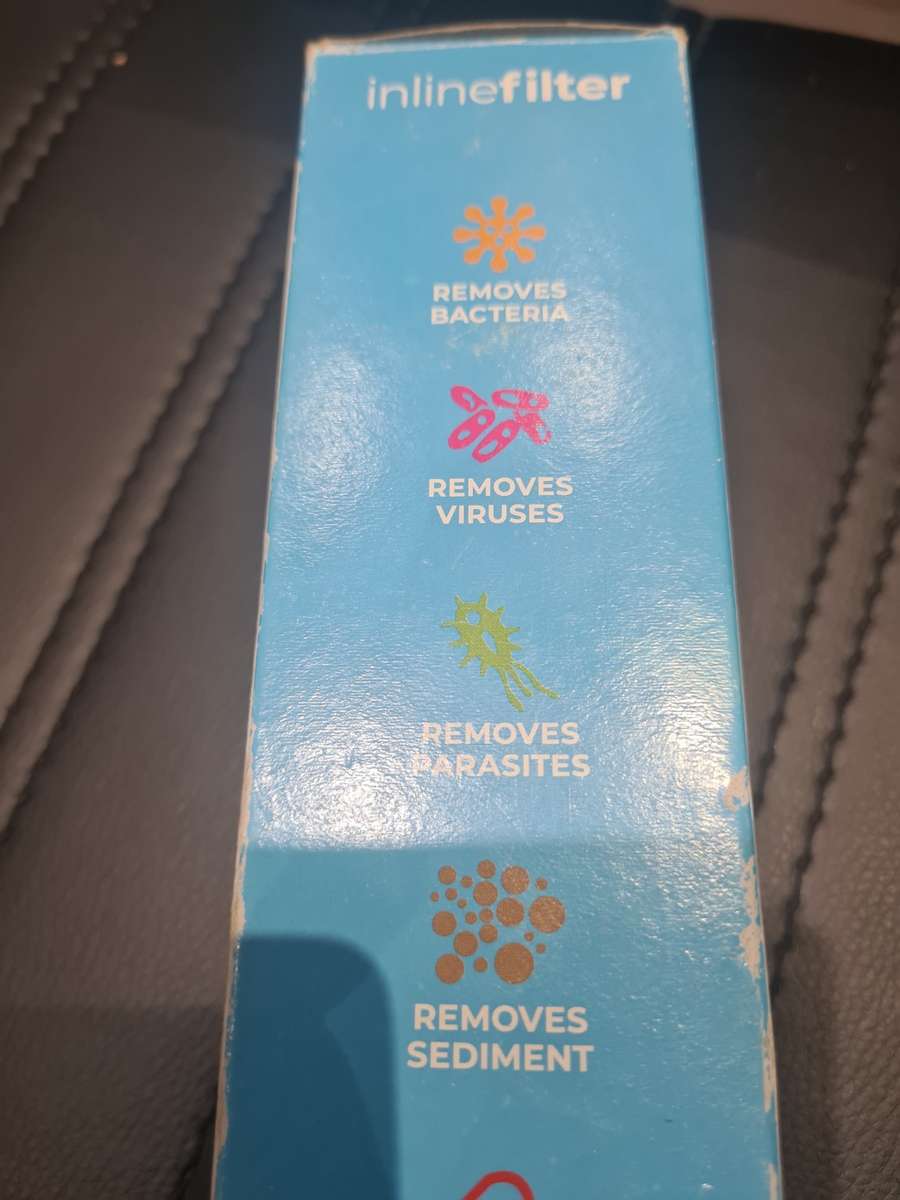 inlinefilter
REMOVES
BACTERIA
REMOVES
VIRUSES
REMOVES
PARASITES
REMOVES
SEDIMENT